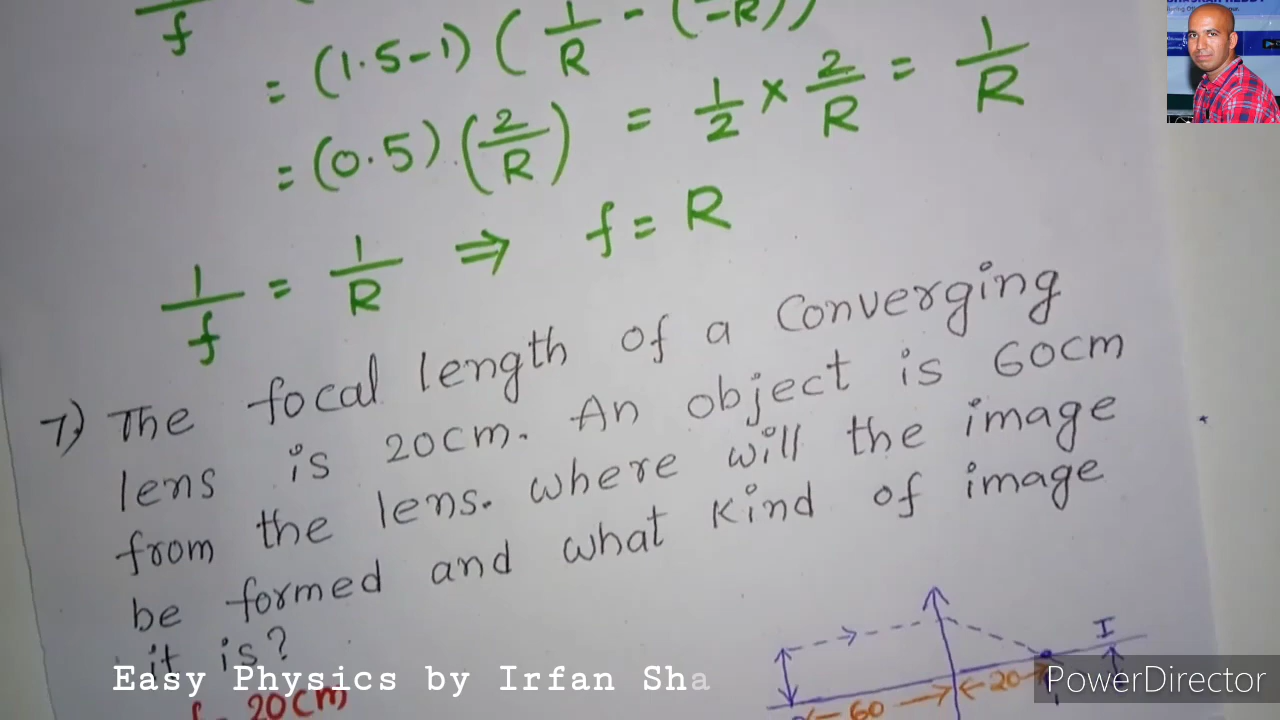 1/f
= (1.5-1) ( 1/R - ( /-R))
= (0.5) (2/R) = 1/2 × 2/R = 1/R
1/f = 1/R ⇒ f = R
7) The focal length of a Converging
lens is 20cm. An object is 60cm
from the lens. where will the image
be formed and what kind of image
it is?
20cm
I
← 60 → ← 20 →
Easy Physics by Irfan Sha
PowerDirector